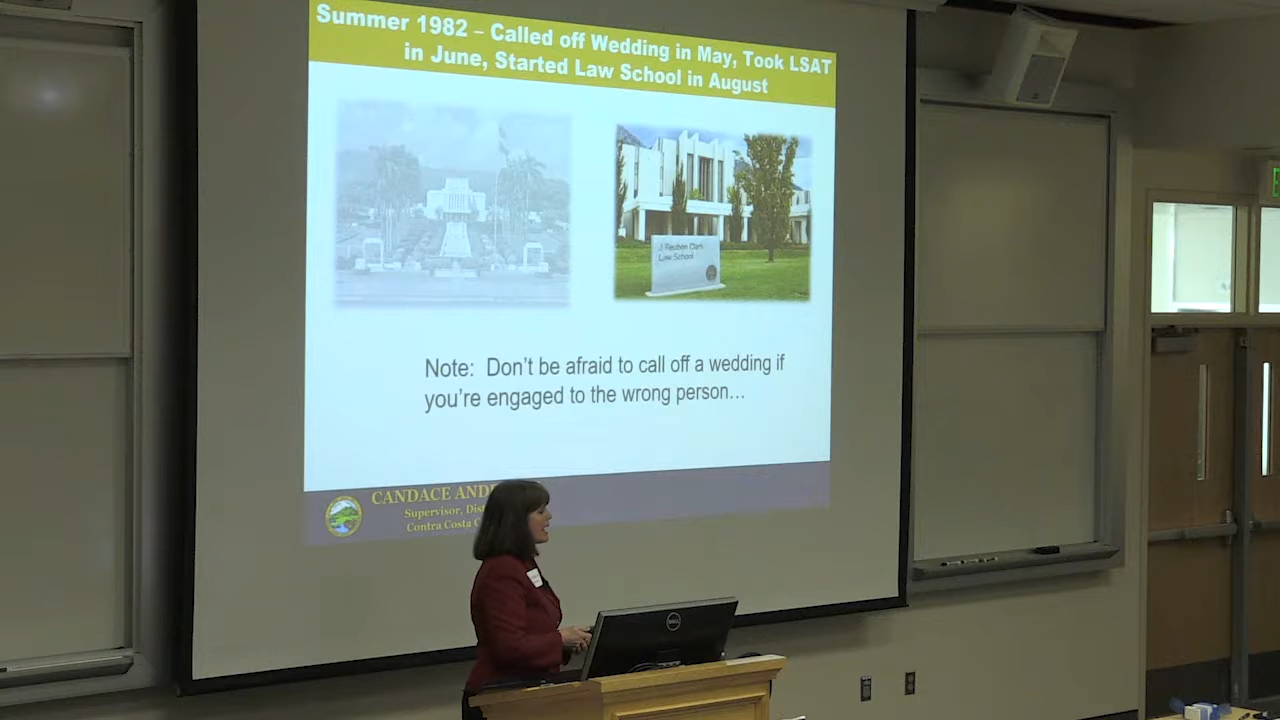 Summer 1982 – Called off Wedding in May, Took LSAT
in June, Started Law School in August
J Reuben Clark
Law School
Note: Don't be afraid to call off a wedding if
you're engaged to the wrong person…
CANDACE
Supervisor,
Contra Costa
DELL